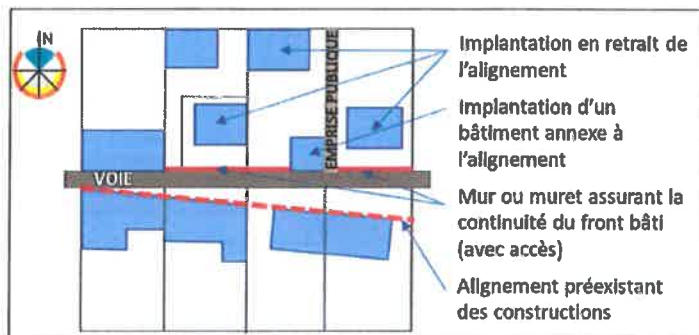 N
EMPRISE PUBLIQUE
VOIE
Implantation en retrait de
l'alignement
Implantation d'un
bâtiment annexe à
l'alignement
Mur ou muret assurant la
continuité du front bâti
(avec accès)
Alignement préexistant
des constructions